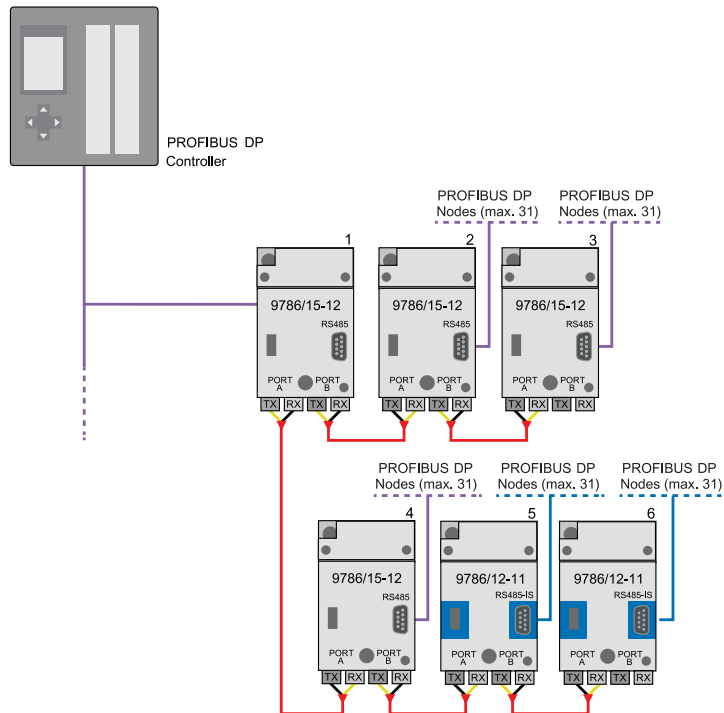 PROFIBUS DP
Controller
PROFIBUS DP
Nodes (max. 31)
PROFIBUS DP
Nodes (max. 31)
1
2
3
9786/15-12
9786/15-12
9786/15-12
RS485
RS485
RS485
PORT A
PORT B
PORT A
PORT B
PORT A
PORT B
TX RX TX RX
TX RX TX RX
TX RX TX RX
PROFIBUS DP
Nodes (max. 31)
PROFIBUS DP
Nodes (max. 31)
PROFIBUS DP
Nodes (max. 31)
4
5
6
9786/15-12
9786/12-11
9786/12-11
RS485
RS485-IS
RS485-IS
PORT A
PORT B
PORT A
PORT B
PORT A
PORT B
TX RX TX RX
TX RX TX RX
TX RX TX RX